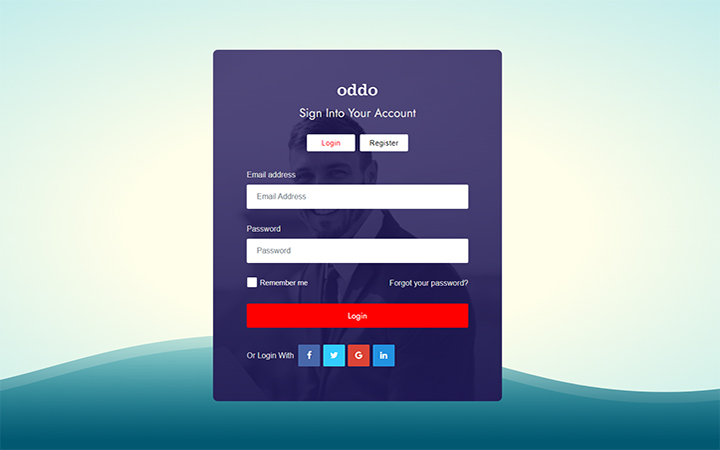 oddo
Sign Into Your Account
Login Register
Email address
Email Address
Password
Password
Remember me Forgot your password?
Login
Or Login With f G in